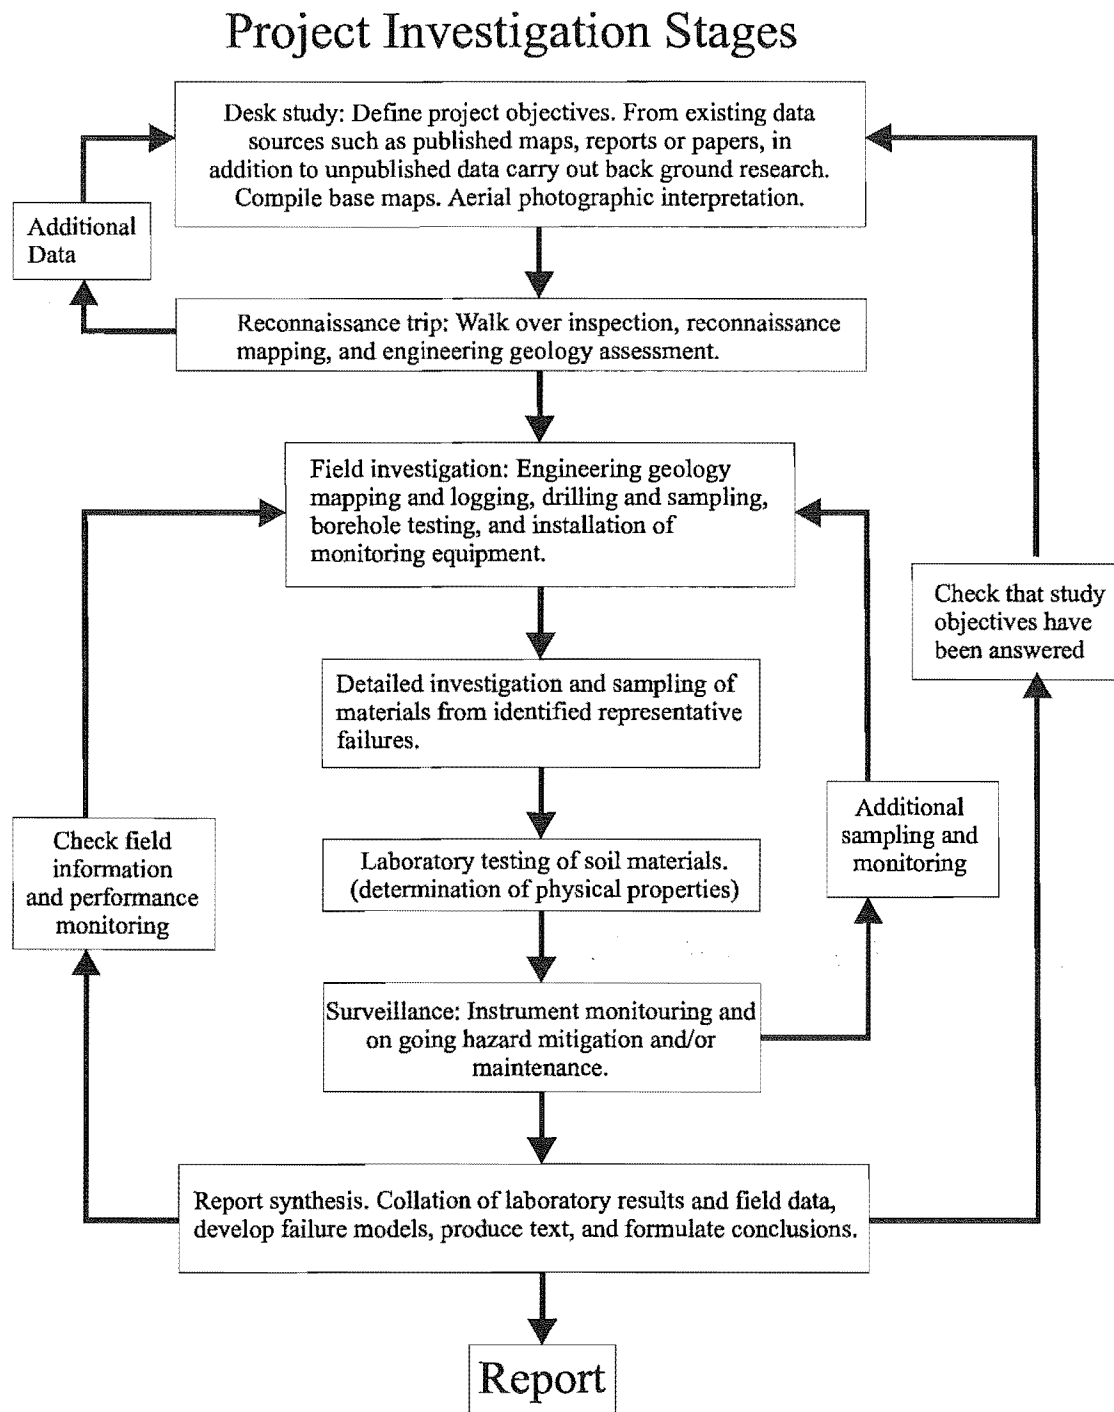 Project Investigation Stages
Desk study: Define project objectives. From existing data
sources such as published maps, reports or papers, in
addition to unpublished data carry out back ground research.
Compile base maps. Aerial photographic interpretation.
Additional
Data
Reconnaissance trip: Walk over inspection, reconnaissance
mapping, and engineering geology assessment.
Field investigation: Engineering geology
mapping and logging, drilling and sampling,
borehole testing, and installation of
monitoring equipment.
Check that study
objectives have
been answered
Detailed investigation and sampling of
materials from identified representative
failures.
Check field
information
and performance
monitoring
Additional
sampling and
monitoring
Laboratory testing of soil materials.
(determination of physical properties)
Surveillance: Instrument monitouring and
on going hazard mitigation and/or
maintenance.
Report synthesis. Collation of laboratory results and field data,
develop failure models, produce text, and formulate conclusions.
Report